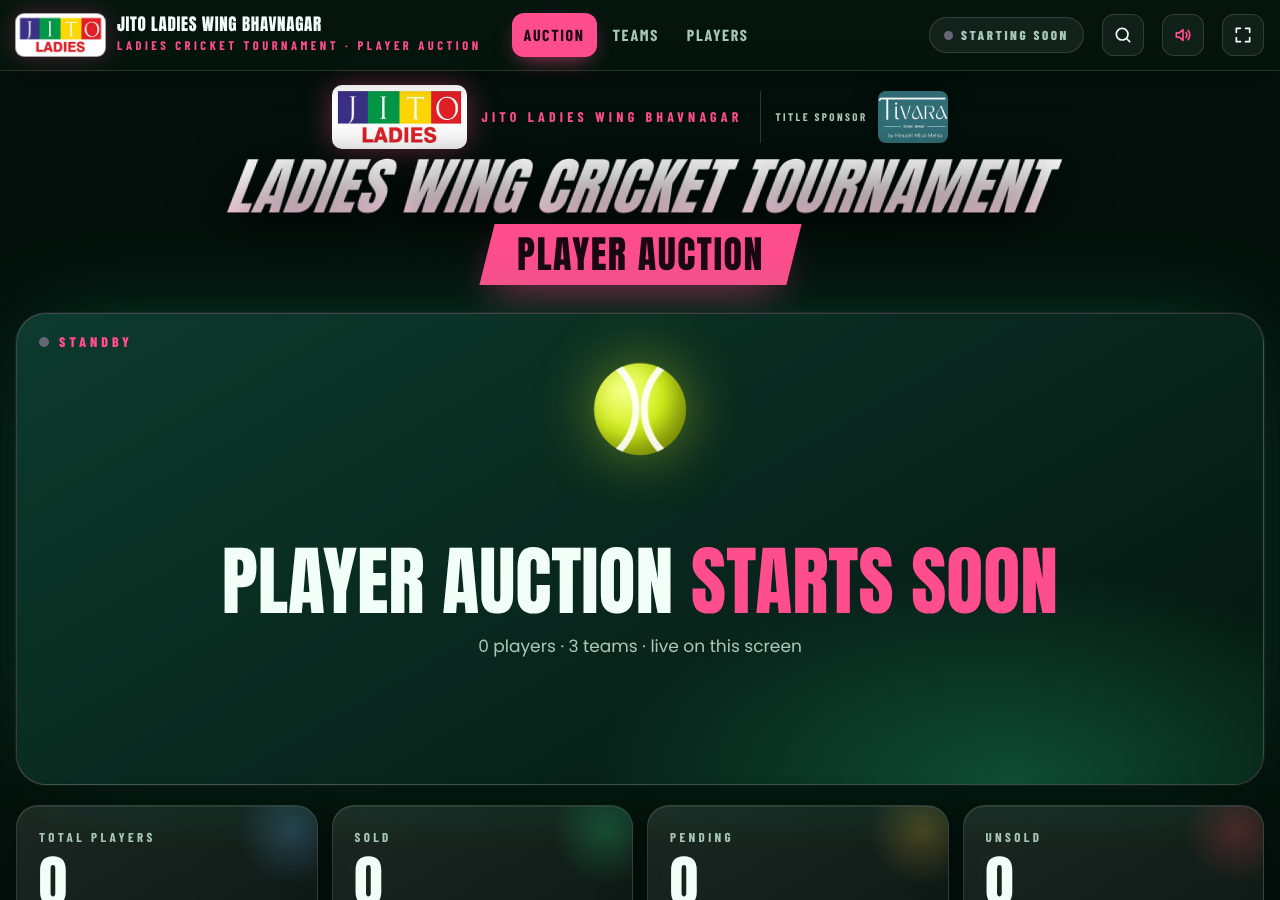 JITO
LADIES
JITO LADIES WING BHAVNAGAR
LADIES CRICKET TOURNAMENT · PLAYER AUCTION
AUCTION
TEAMS
PLAYERS
STARTING SOON
JITO
LADIES
JITO LADIES WING BHAVNAGAR
TITLE SPONSOR
TIVARA
LADIES WING CRICKET TOURNAMENT
PLAYER AUCTION
STANDBY
PLAYER AUCTION STARTS SOON
0 players · 3 teams · live on this screen
TOTAL PLAYERS
0
SOLD
0
PENDING
0
UNSOLD
0